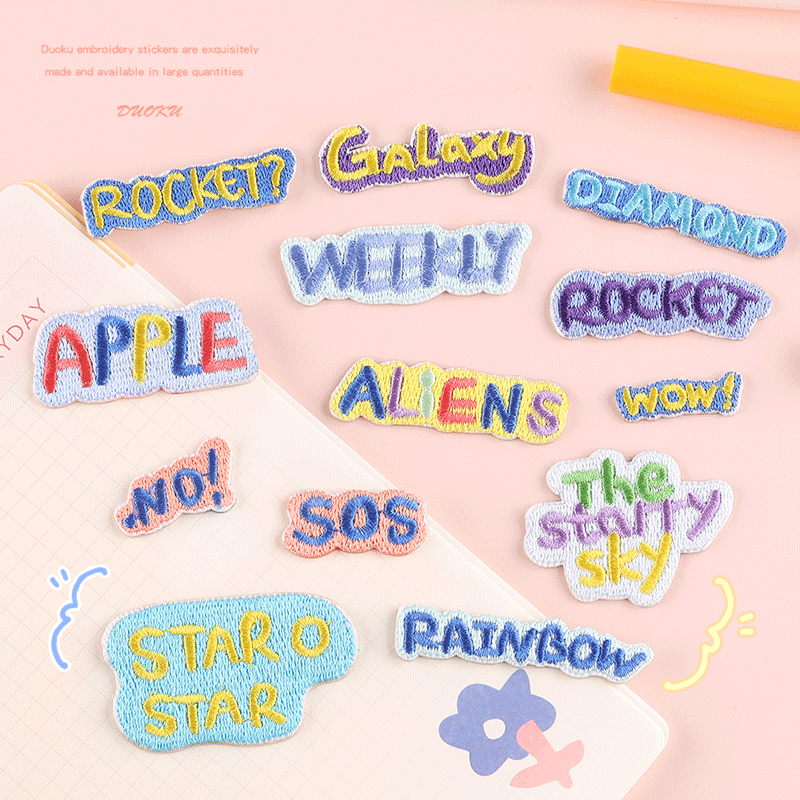 Duoku embroidery stickers are exquisitely
made and available in large quantities
DUOKU
ROCKET?
GALAXY
DIAMOND
WEEKLY
ROCKET
YDAY
APPLE
ALiENS
WOW!
.NO!
SOS
The
starry
sky
STAR O
STAR
RAINBOW